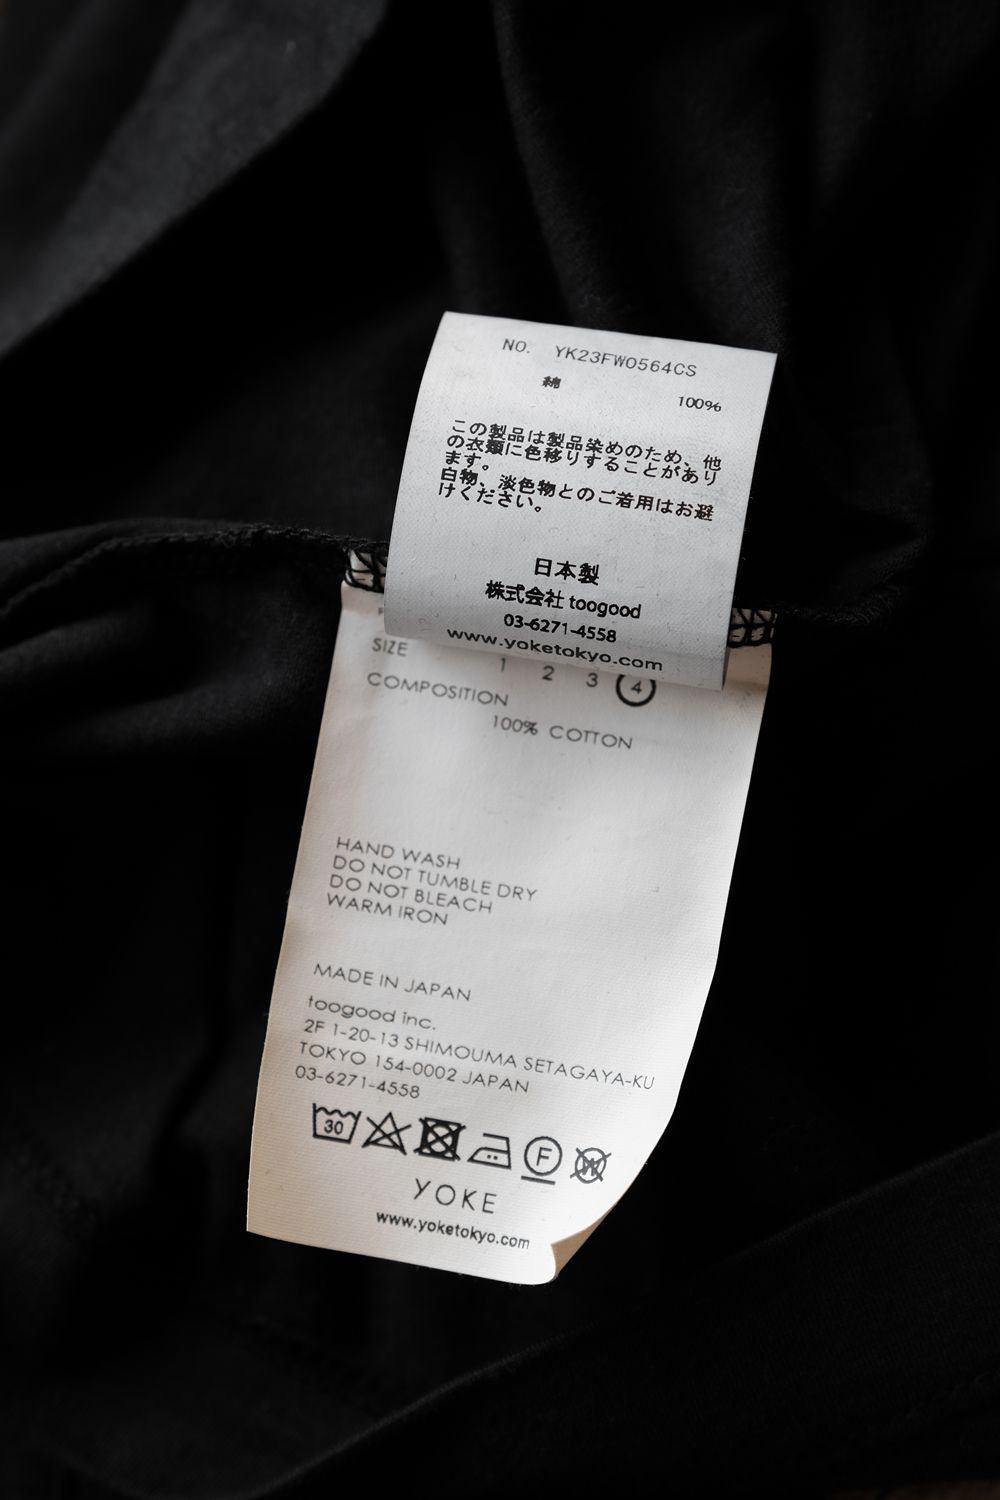 NO. YK23FW0564CS
綿
100%
この製品は製品染めのため、他
の衣類に色移りすることがあり
ます。
白物、淡色物とのご着用はお避
けください。
日本製
株式会社 toogood
03-6271-4558
www.yoketokyo.com
SIZE 1 2 3 4
COMPOSITION
100% COTTON
HAND WASH
DO NOT TUMBLE DRY
DO NOT BLEACH
WARM IRON
MADE IN JAPAN
toogood inc.
2F 1-20-13 SHIMOUMA SETAGAYA-KU
TOKYO 154-0002 JAPAN
03-6271-4558
30 F W
YOKE
www.yoketokyo.com